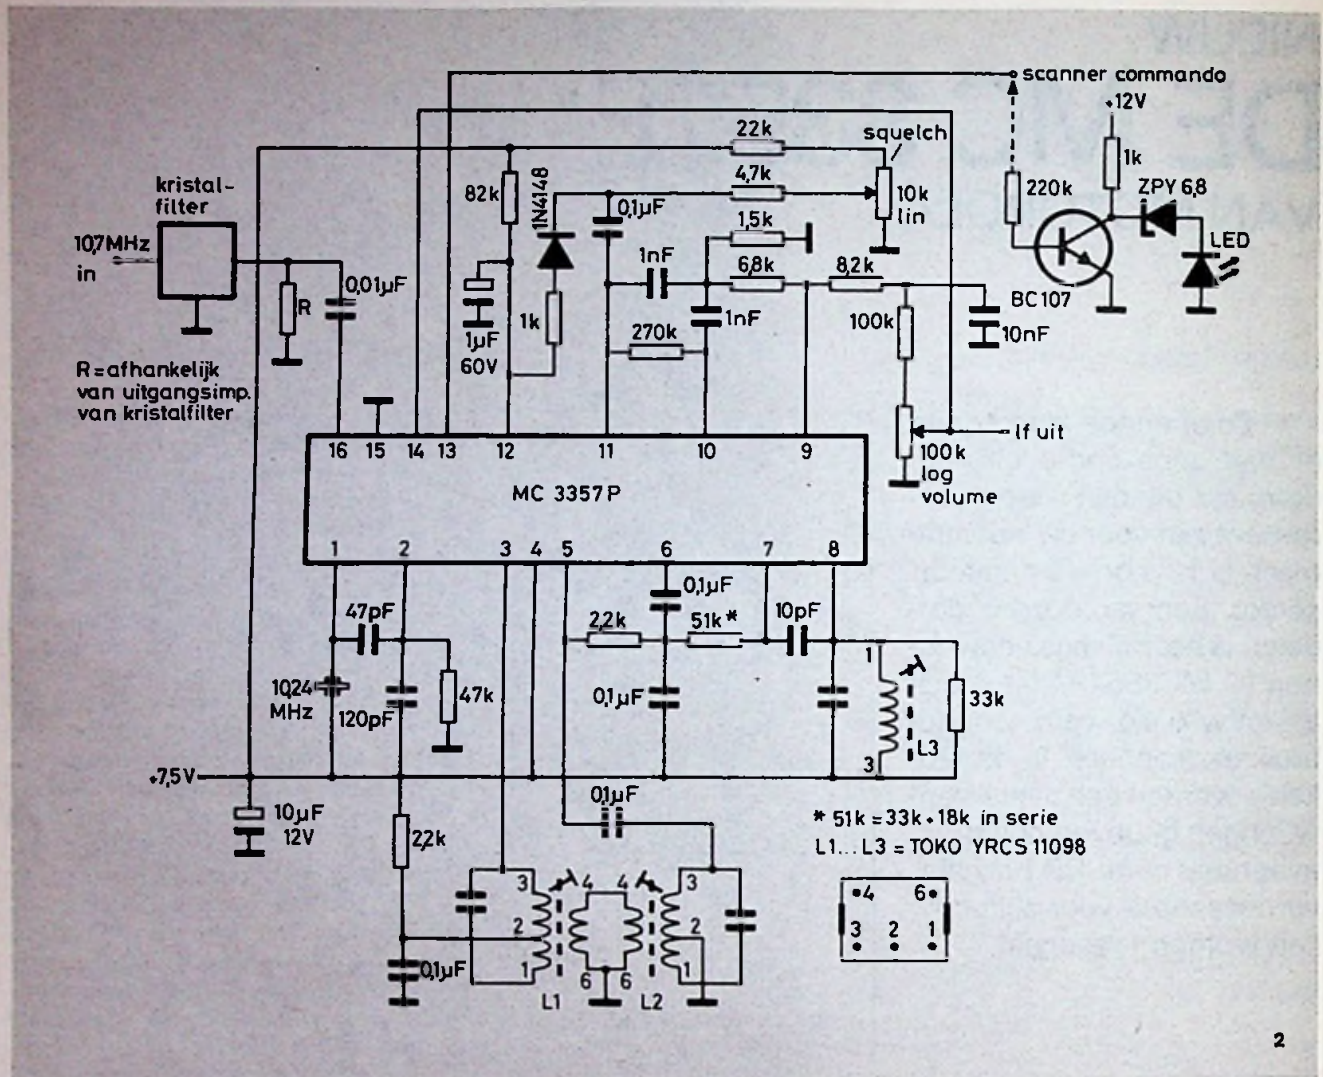 scanner commando
+12V
22k
squelch
1k
kristal-
filter
82k
1N4148
0,1µF
4,7k
10k
lin
220k
ZPY 6,8
1,5k
10,7MHz
in
LED
1nF
6,8k
8,2k
0,01µF
R
BC107
1µF
60V
1k
1nF
100k
10nF
270k
R=afhankelijk
van uitgangsimp.
van kristalfilter
lf uit
16 15 14 13 12 11 10 9
100k
log
volume
MC 3357P
1 2 3 4 5 6 7 8
0,1µF
47pF
2,2k
51k*
10pF
1
10,24
MHz
120pF
47k
0,1µF
33k
L3
3
+7,5V
10µF
12V
2,2k
0,1µF
* 51k = 33k + 18k in serie
L1... L3 = TOKO YRCS 11098
3 4 4 3
4 6
2 2
3 2 1
0,1µF
1 6 6 1
L1 L2
2